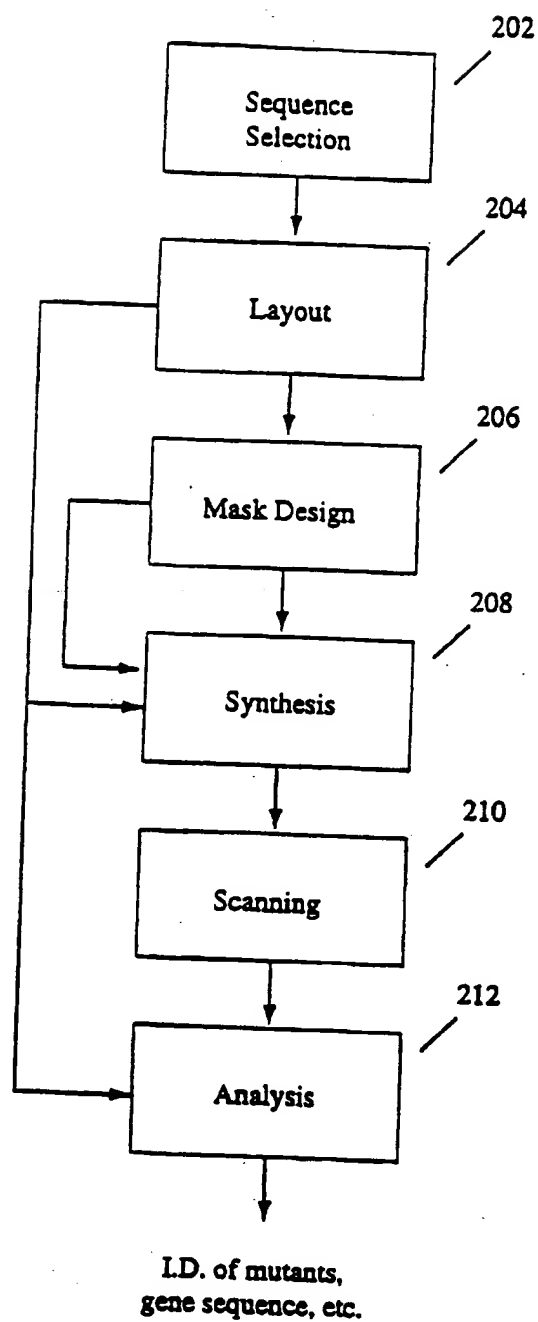 202
Sequence
Selection
204
Layout
206
Mask Design
208
Synthesis
210
Scanning
212
Analysis
I.D. of mutants,
gene sequence, etc.